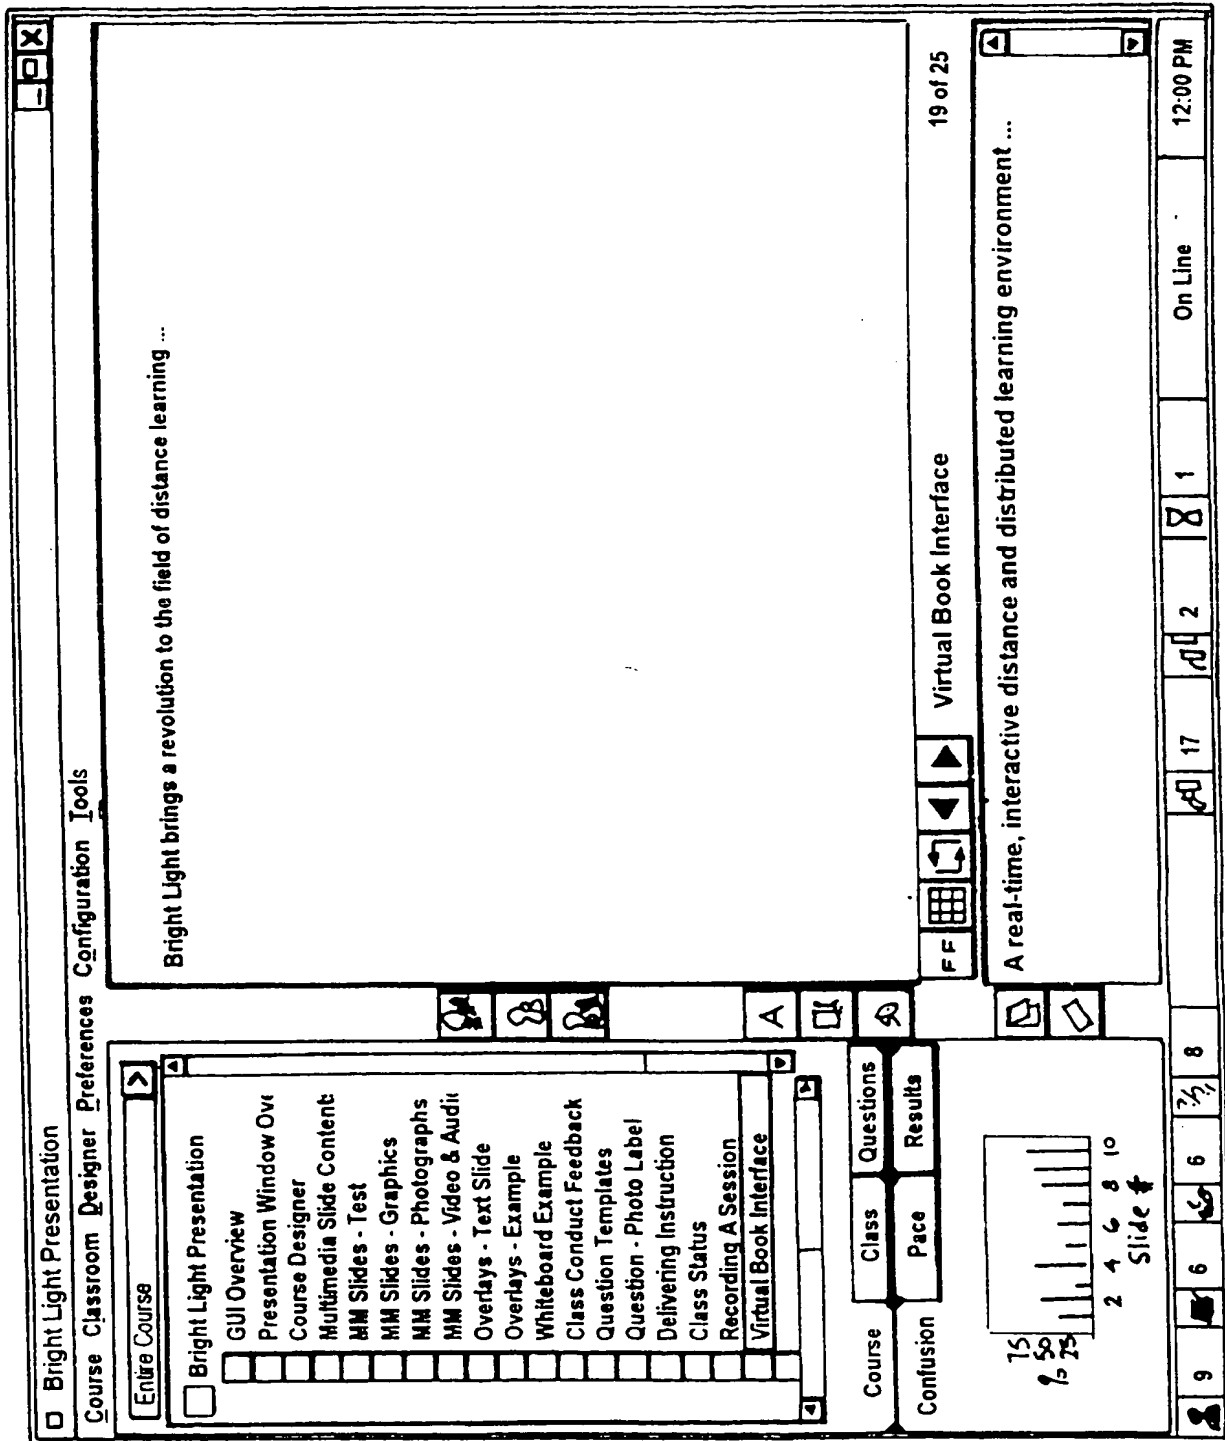 Bright Light Presentation
Course Classroom Designer Preferences Configuration Tools
Entire Course
Bright Light Presentation
GUI Overview
Presentation Window Ove
Course Designer
Multimedia Slide Content:
MM Slides - Test
MM Slides - Graphics
MM Slides - Photographs
MM Slides - Video & Audi
Overlays - Text Slide
Overlays - Example
Whiteboard Example
Class Conduct Feedback
Question Templates
Question - Photo Label
Delivering Instruction
Class Status
Recording A Session
Virtual Book Interface
Course Class Questions
Confusion Pace Results
75
50
% 25
2 4 6 8 10
Slide #
Bright Light brings a revolution to the field of distance learning ...
A
FF Virtual Book Interface 19 of 25
A real-time, interactive distance and distributed learning environment ...
9 6 6 8 17 2 1 On Line 12:00 PM